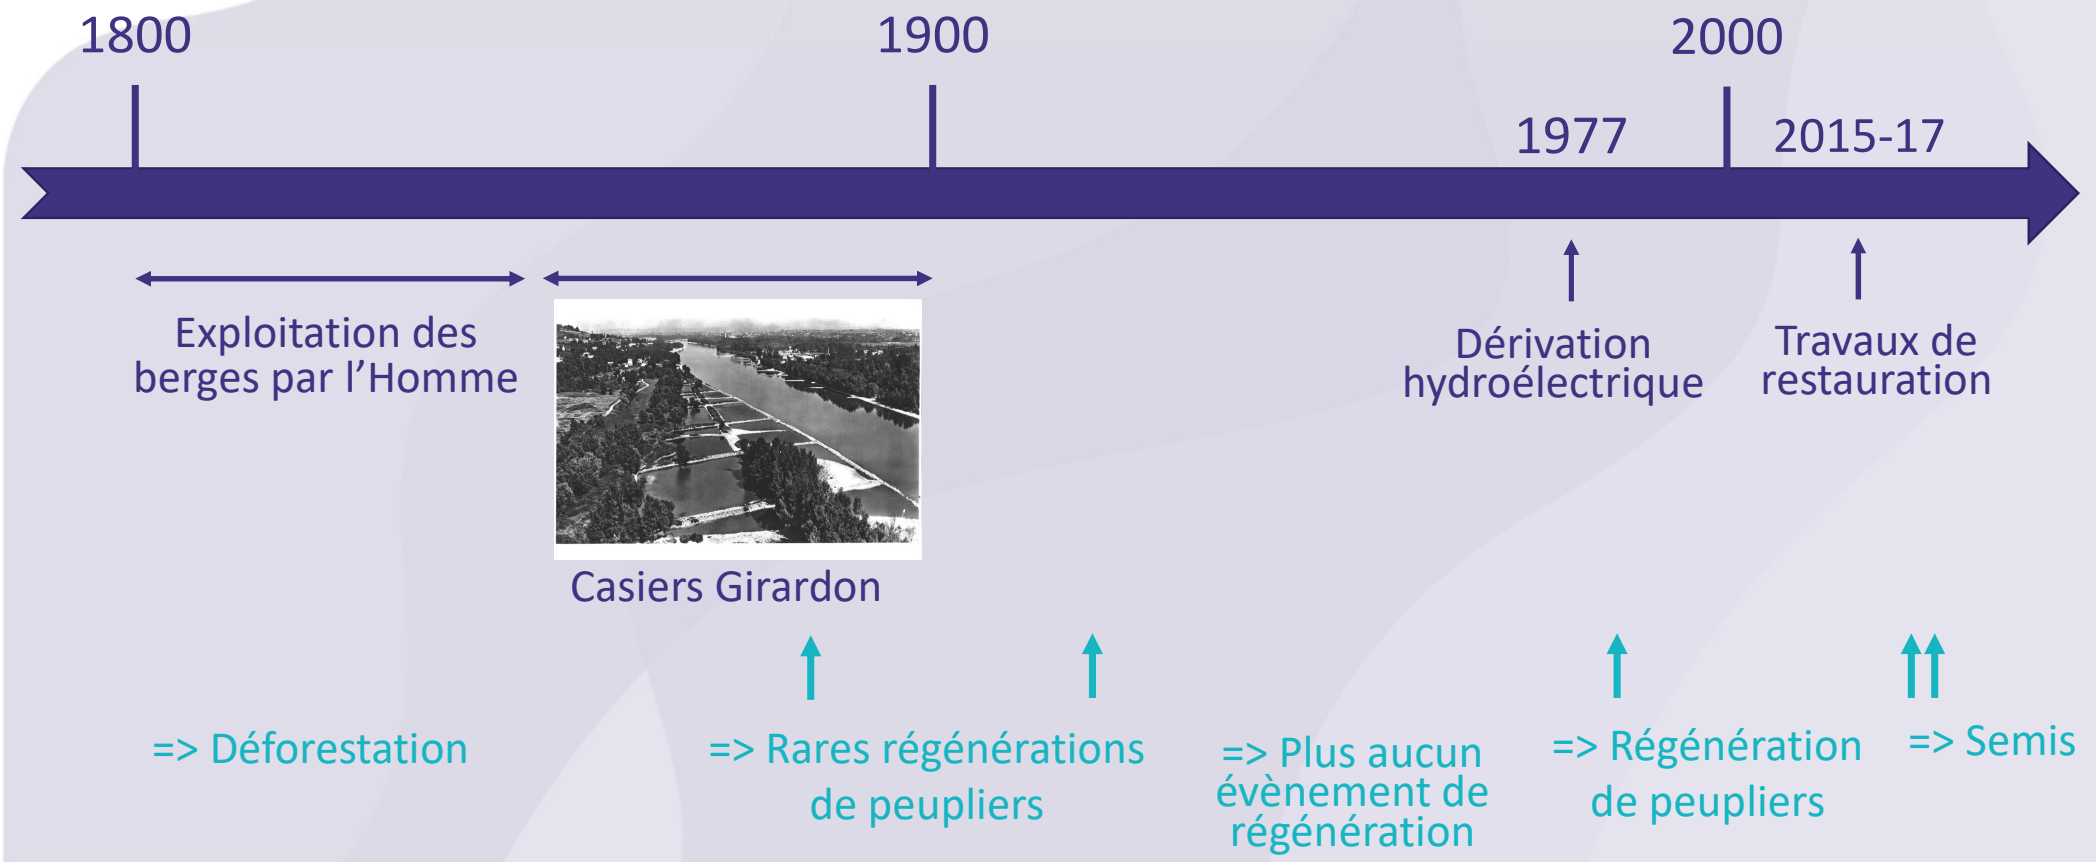 1800
1900
2000
1977
2015-17
Exploitation des
berges par l’Homme
Casiers Girardon
Dérivation
hydroélectrique
Travaux de
restauration
=> Déforestation
=> Rares régénérations
de peupliers
=> Plus aucun
évènement de
régénération
=> Régénération
de peupliers
=> Semis